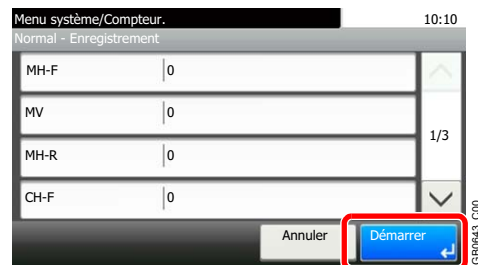 Menu système/Compteur. 10:10
Normal - Enregistrement
MH-F 0
MV 0
1/3
MH-R 0
CH-F 0
Annuler Démarrer
GB0643_C00